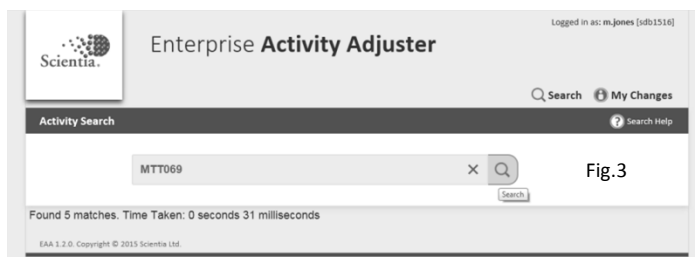 Logged in as: m.jones [sdb1516]
Scientia.
Enterprise Activity Adjuster
Search My Changes
Activity Search
? Search Help
MTT069
Fig.3
Search
Found 5 matches. Time Taken: 0 seconds 31 milliseconds
EAA 1.2.0. Copyright © 2015 Scientia Ltd.